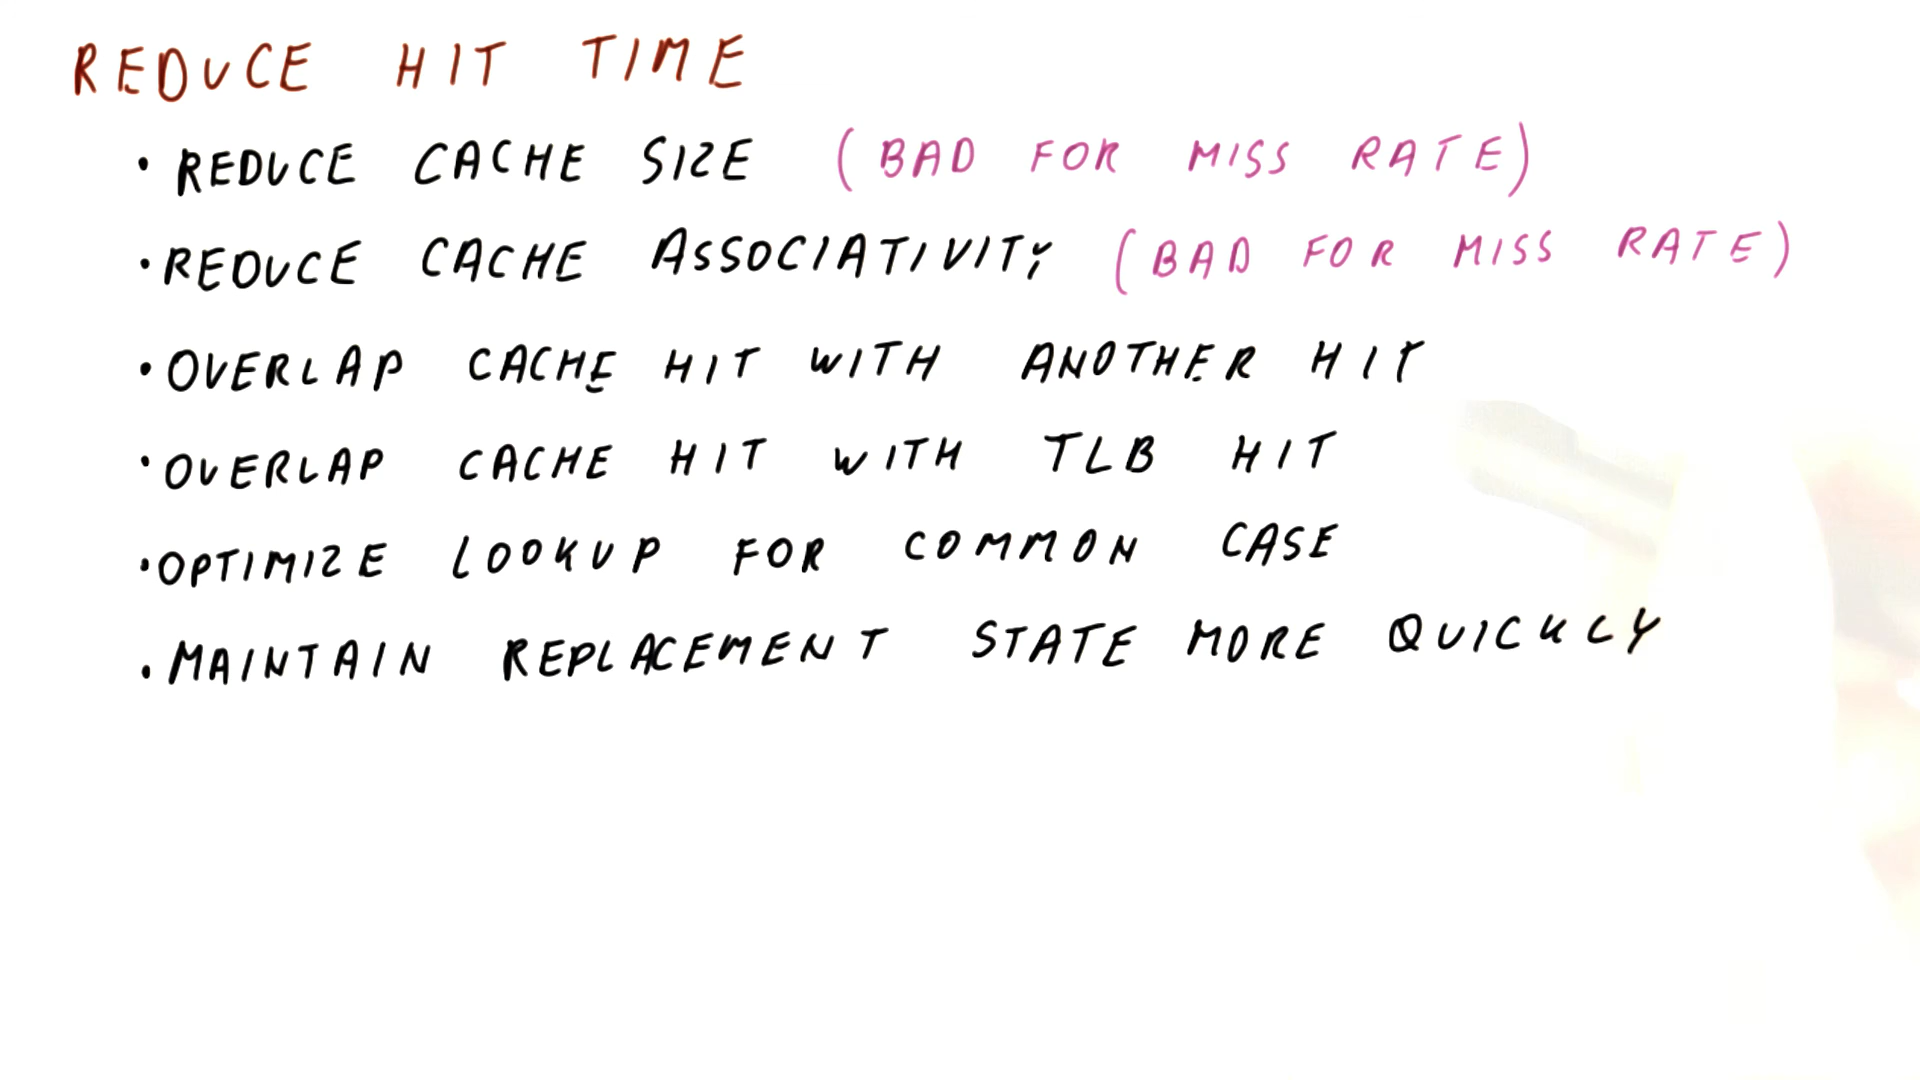 REDUCE HIT TIME
• REDUCE CACHE SIZE (BAD FOR MISS RATE)
• REDUCE CACHE ASSOCIATIVITY (BAD FOR MISS RATE)
• OVERLAP CACHE HIT WITH ANOTHER HIT
• OVERLAP CACHE HIT WITH TLB HIT
• OPTIMIZE LOOKUP FOR COMMON CASE
• MAINTAIN REPLACEMENT STATE MORE QUICKLY